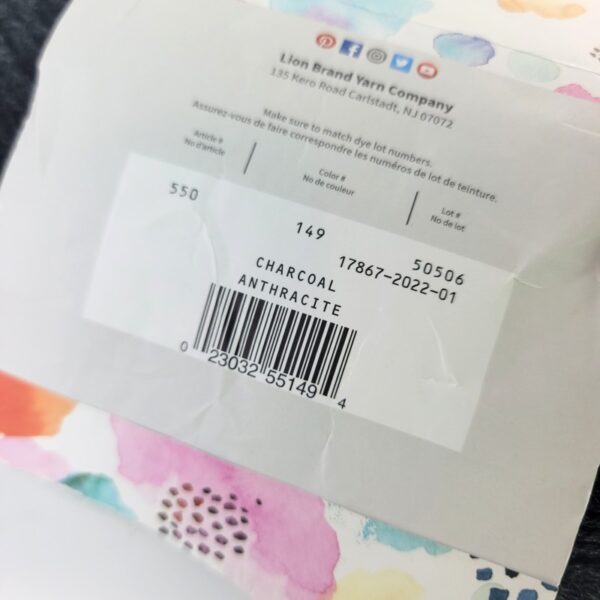 Lion Brand Yarn Company
135 Kero Road Carlstadt, NJ 07072
Make sure to match dye lot numbers.
Assurez-vous de faire correspondre les numéros de lot de teinture.
Article #
No d'article
Color #
No de couleur
Lot #
No de lot
550
149
50506
17867-2022-01
CHARCOAL
ANTHRACITE
0 23032 55149 4